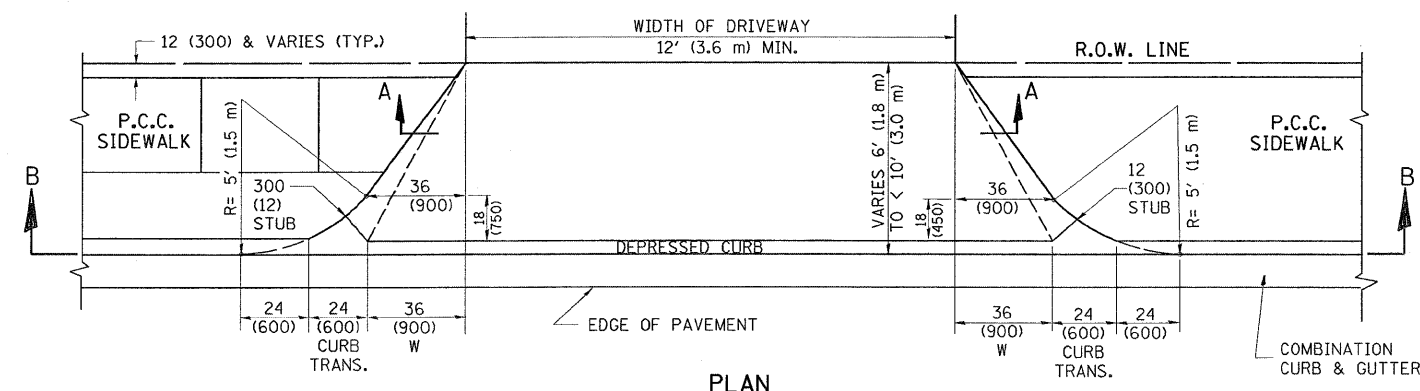 WIDTH OF DRIVEWAY
12' (3.6 m) MIN.
12 (300) & VARIES (TYP.)
R.O.W. LINE
A
A
P.C.C.
SIDEWALK
P.C.C.
SIDEWALK
R= 5' (1.5 m)
VARIES 6' (1.8 m)
TO < 10' (3.0 m)
R= 5' (1.5 m)
B
B
300
(12)
STUB
36
(900)
18
(750)
36
(900)
18
(450)
12
(300)
STUB
DEPRESSED CURB
24
(600)
24
(600)
CURB
TRANS.
36
(900)
W
EDGE OF PAVEMENT
36
(900)
W
24
(600)
CURB
TRANS.
24
(600)
COMBINATION
CURB & GUTTER
PLAN